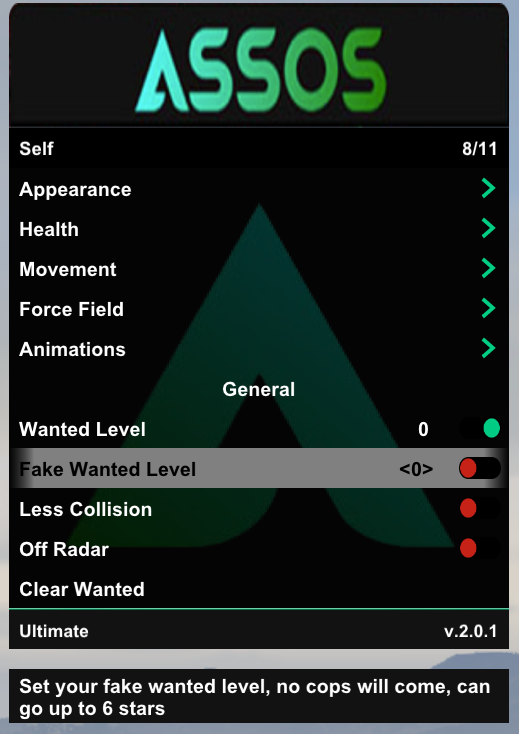 ASSOS
Self 8/11
Appearance
Health
Movement
Force Field
Animations
General
Wanted Level 0
Fake Wanted Level <0>
Less Collision
Off Radar
Clear Wanted
Ultimate v.2.0.1
Set your fake wanted level, no cops will come, can
go up to 6 stars